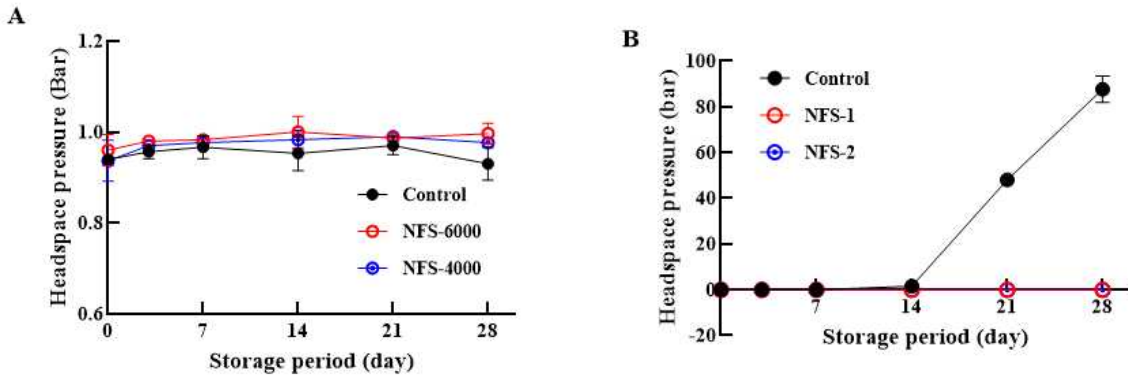 A
Headspace pressure (Bar)
1.2
1.0
0.8
0.6
0
7
14
21
28
Storage period (day)
Control
NFS-6000
NFS-4000
B
Headspace pressure (bar)
100
80
60
40
20
0
-20
7
14
21
28
Storage period (day)
Control
NFS-1
NFS-2